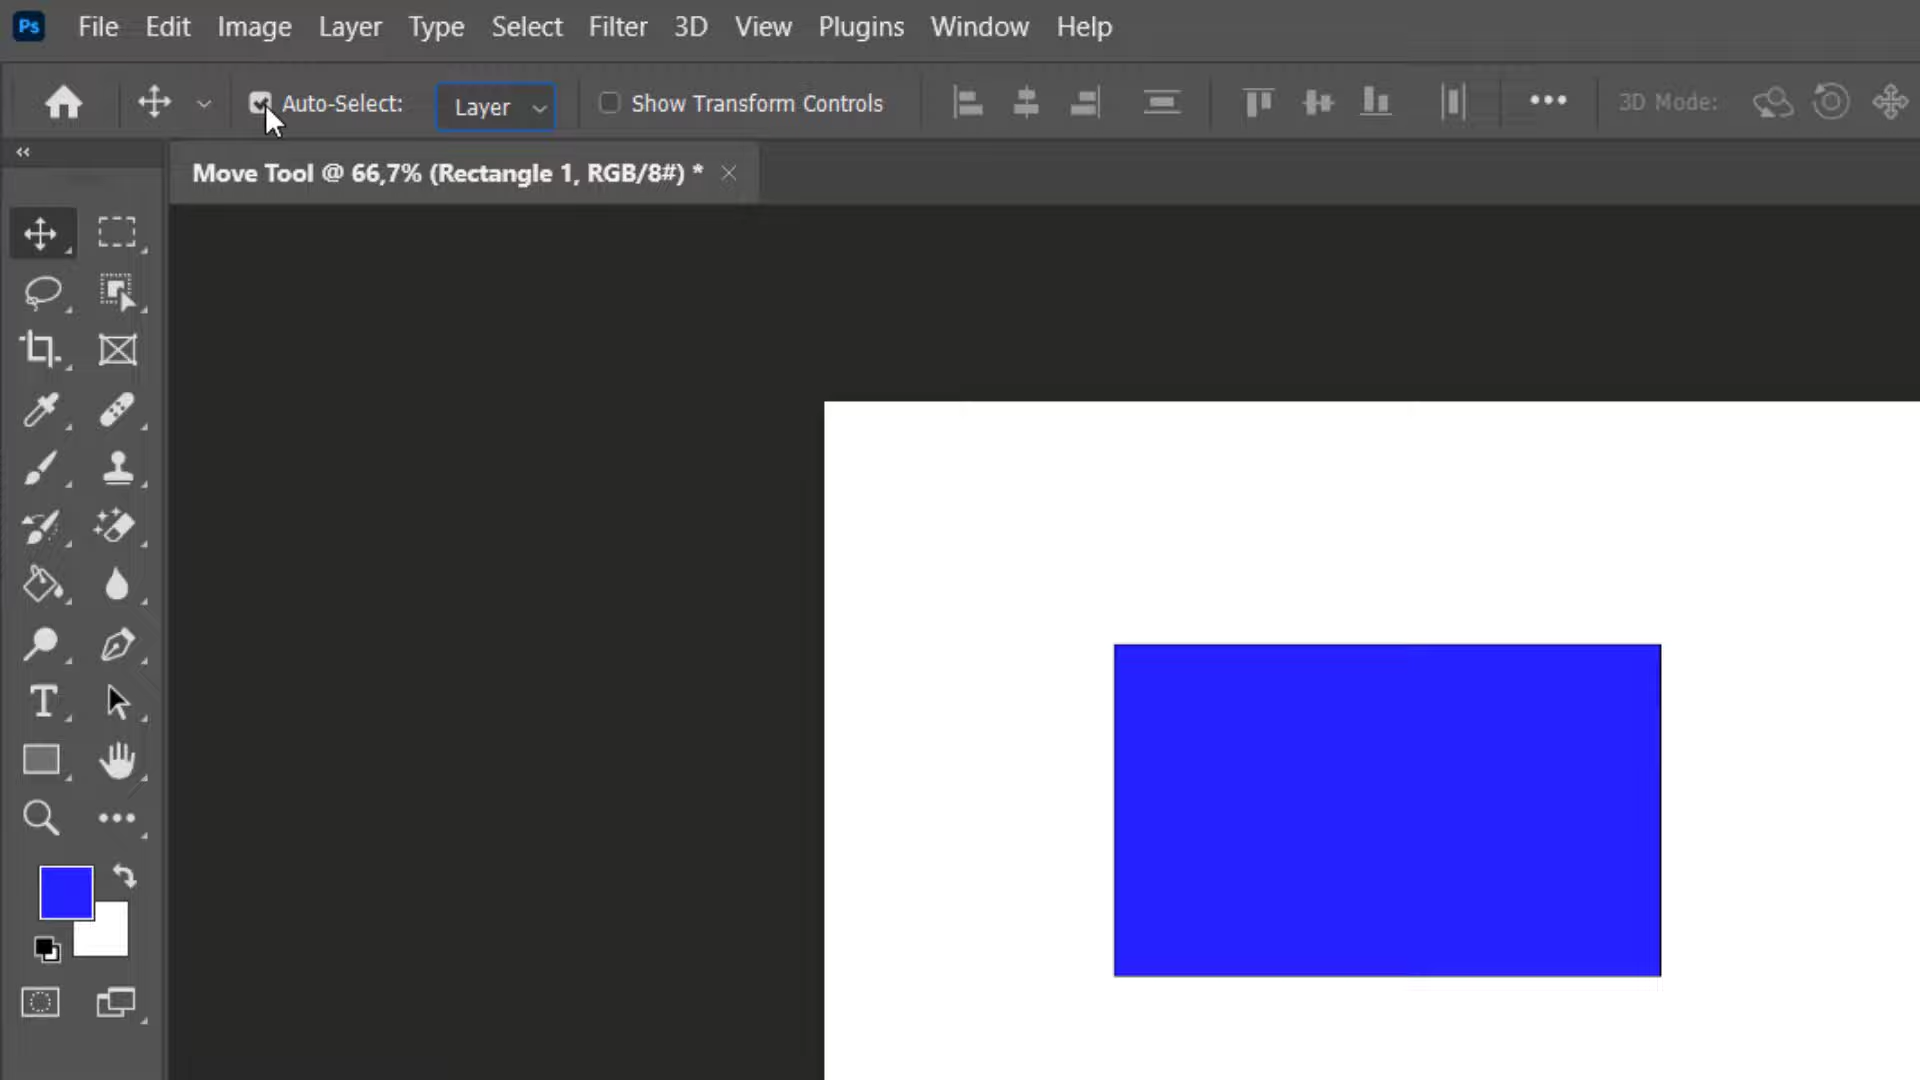 Ps File Edit Image Layer Type Select Filter 3D View Plugins Window Help
Auto-Select: Layer Show Transform Controls 3D Mode:
Move Tool @ 66,7% (Rectangle 1, RGB/8#) *
T